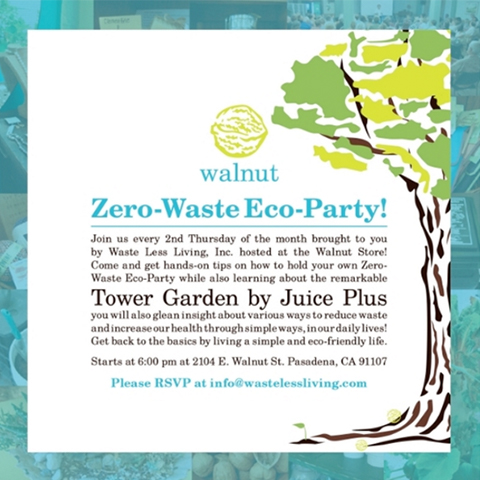 walnut
Zero-Waste Eco-Party!
Join us every 2nd Thursday of the month brought to you
by Waste Less Living, Inc. hosted at the Walnut Store!
Come and get hands-on tips on how to hold your own Zero-
Waste Eco-Party while also learning about the remarkable
Tower Garden by Juice Plus
you will also glean insight about various ways to reduce waste
and increase our health through simple ways, in our daily lives!
Get back to the basics by living a simple and eco-friendly life.
Starts at 6:00 pm at 2104 E. Walnut St. Pasadena, CA 91107
Please RSVP at info@wastelessliving.com